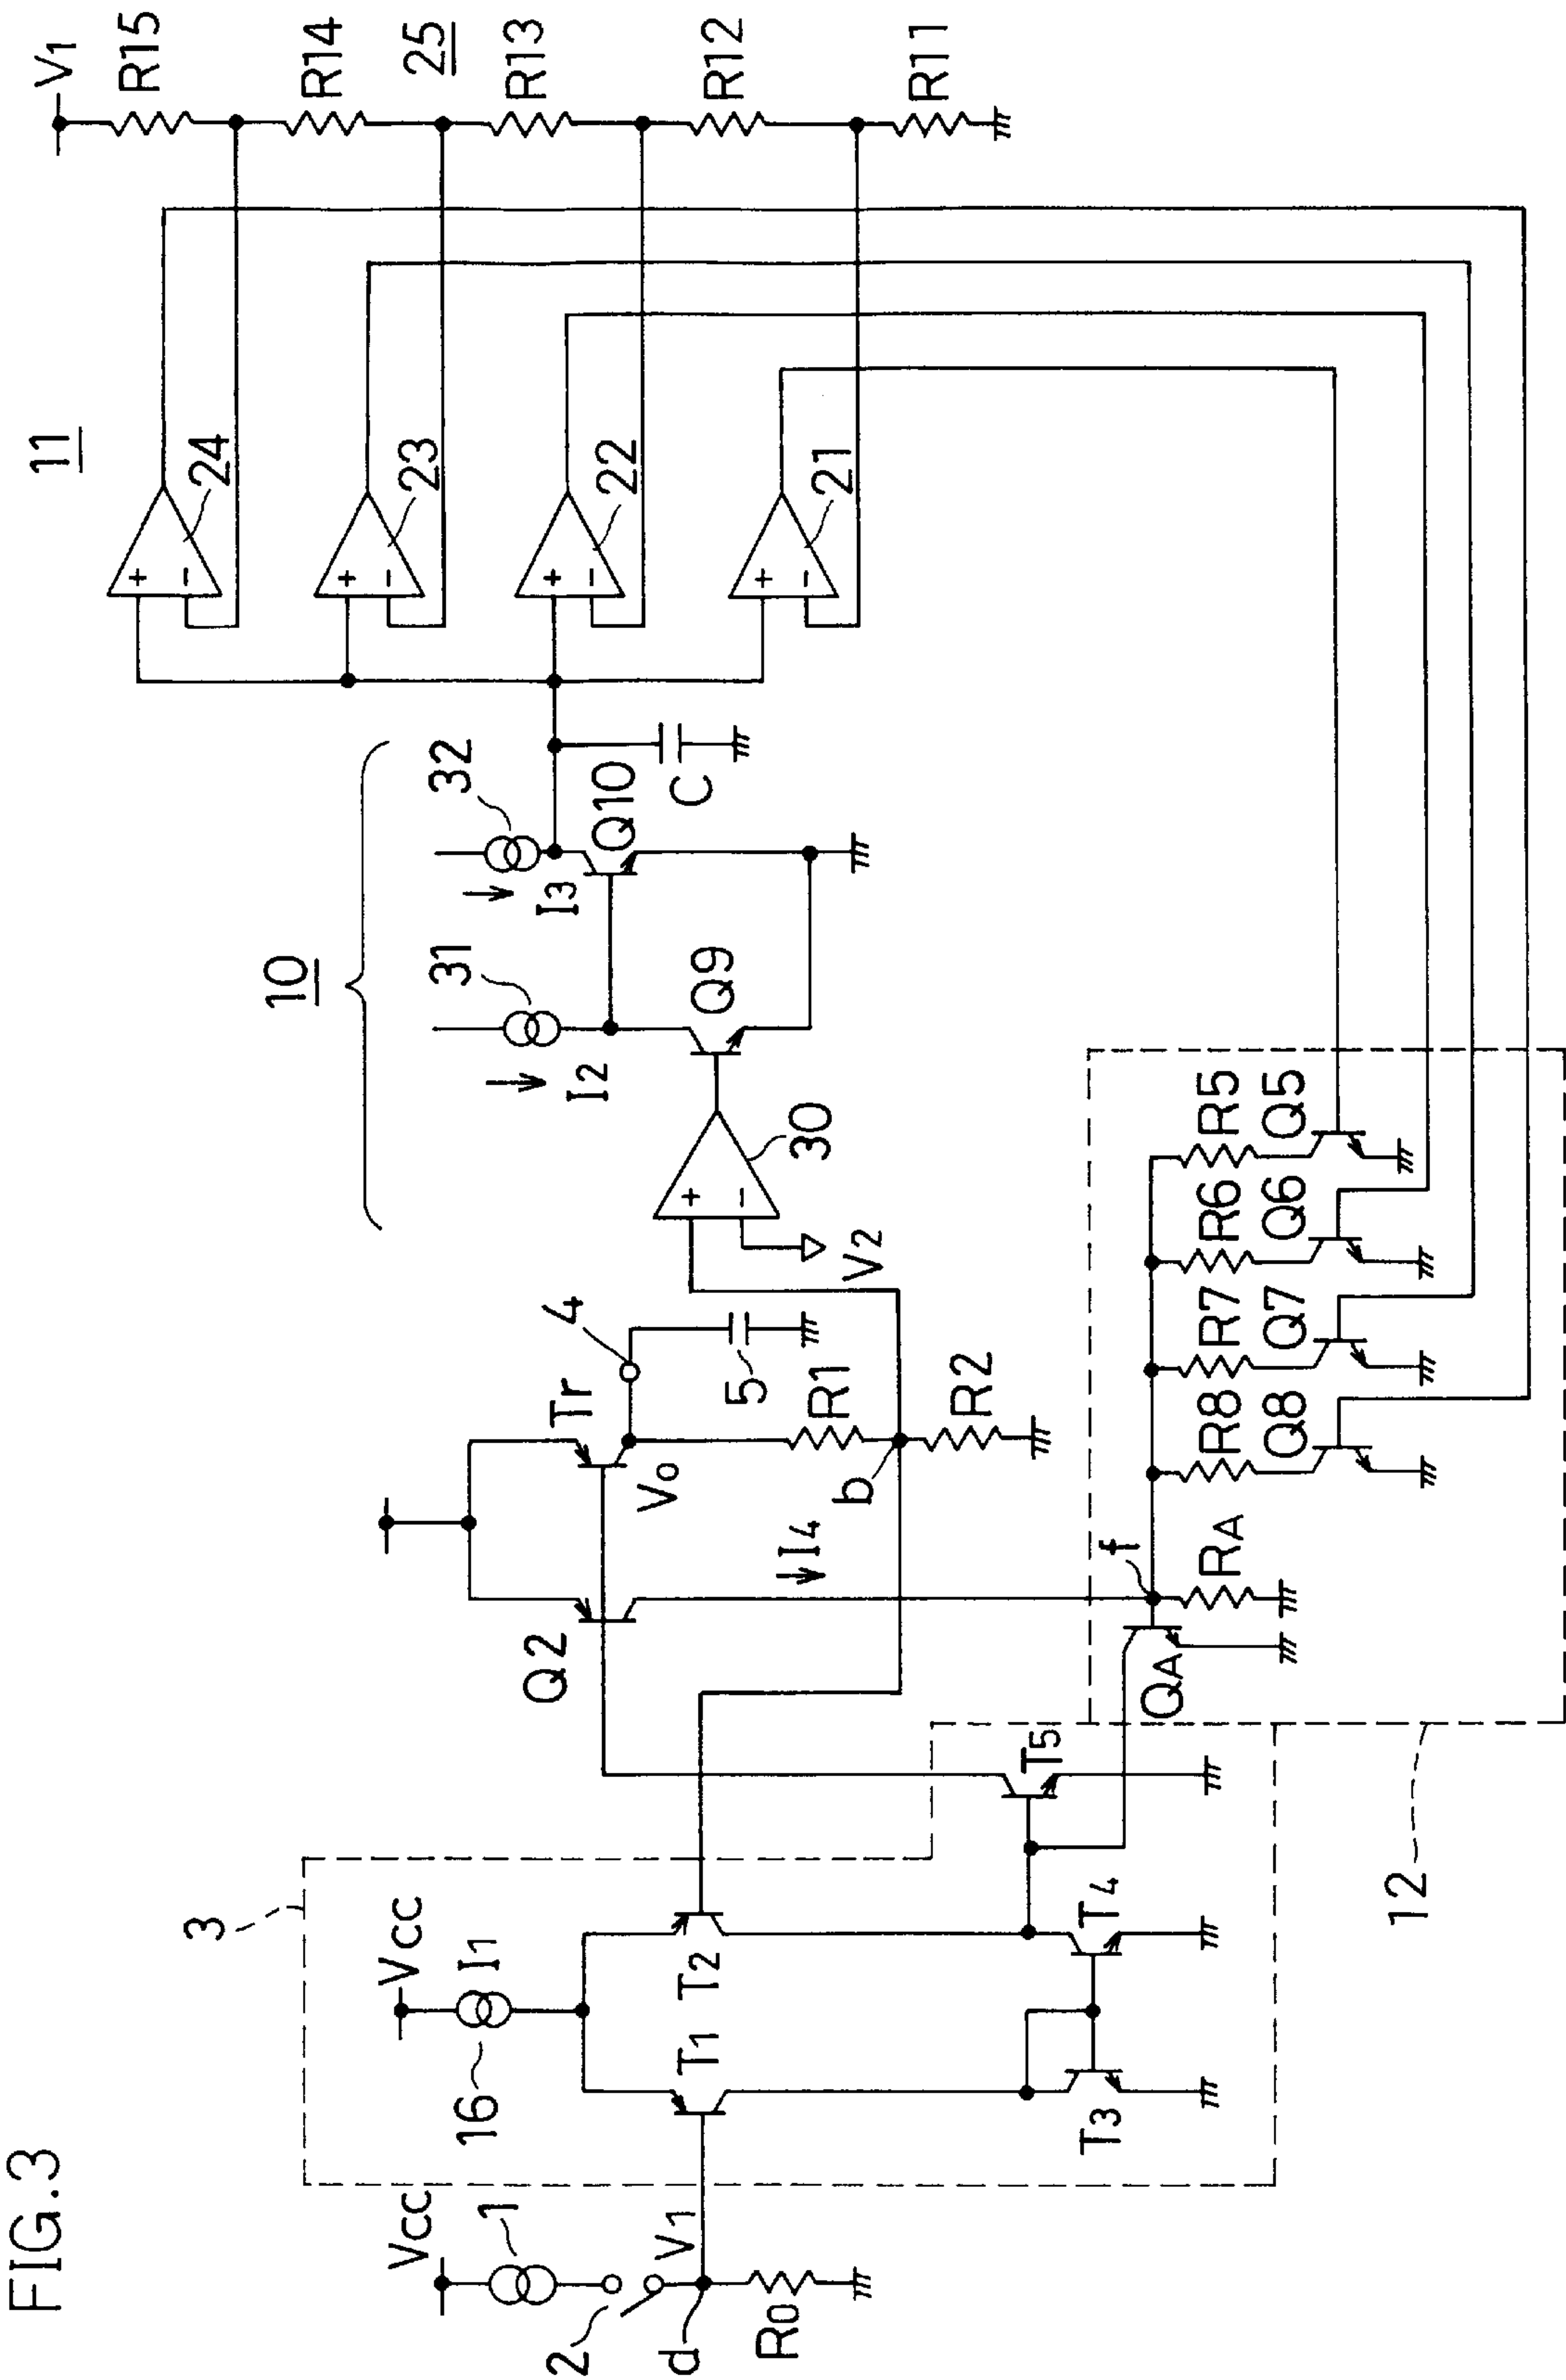 FIG.3
Vcc
1
2
V1
d
R0
3
Vcc
I1
16
T1
T2
T3
T4
T5
Q2
Tr
V0
4
5
R1
b
R2
I4
f
RA
QA
R8
R7
R6
R5
Q8
Q7
Q6
Q5
12
10
+
−
30
V2
31
I2
Q9
32
I3
Q10
C
11
+
−
24
+
−
23
+
−
22
+
−
21
V1
R15
R14
25
R13
R12
R11